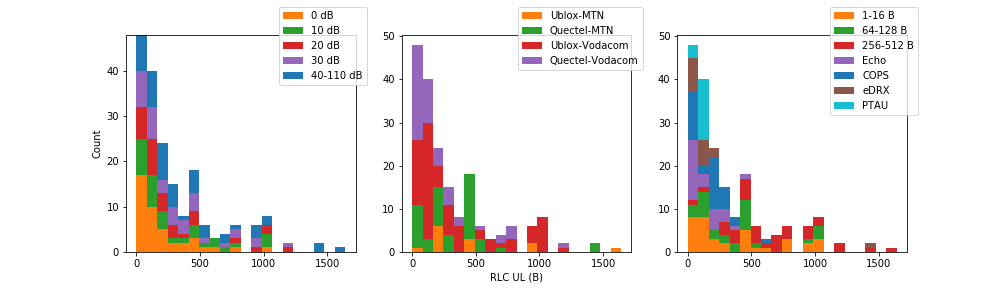 0 dB
10 dB
20 dB
30 dB
40-110 dB
Ublox-MTN
Quectel-MTN
Ublox-Vodacom
Quectel-Vodacom
1-16 B
64-128 B
256-512 B
Echo
COPS
eDRX
PTAU
Count
40
30
20
10
0
0 500 1000 1500
50
40
30
20
10
0
0 500 1000 1500
RLC UL (B)
50
40
30
20
10
0
0 500 1000 1500